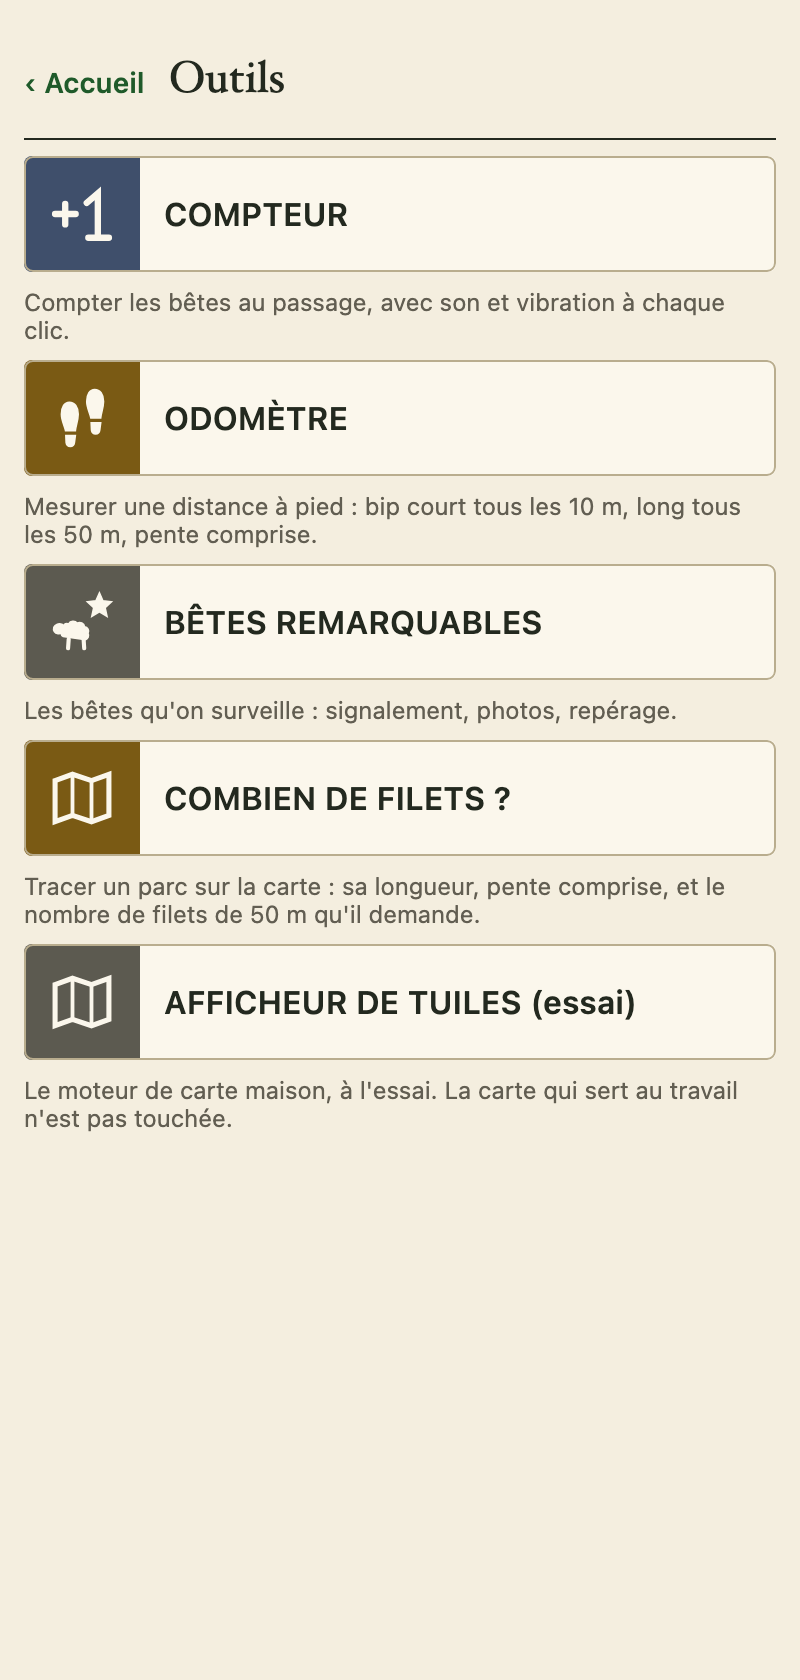 ‹ Accueil Outils
+1 COMPTEUR
Compter les bêtes au passage, avec son et vibration à chaque
clic.
ODOMÈTRE
Mesurer une distance à pied : bip court tous les 10 m, long tous
les 50 m, pente comprise.
BÊTES REMARQUABLES
Les bêtes qu'on surveille : signalement, photos, repérage.
COMBIEN DE FILETS ?
Tracer un parc sur la carte : sa longueur, pente comprise, et le
nombre de filets de 50 m qu'il demande.
AFFICHEUR DE TUILES (essai)
Le moteur de carte maison, à l'essai. La carte qui sert au travail
n'est pas touchée.